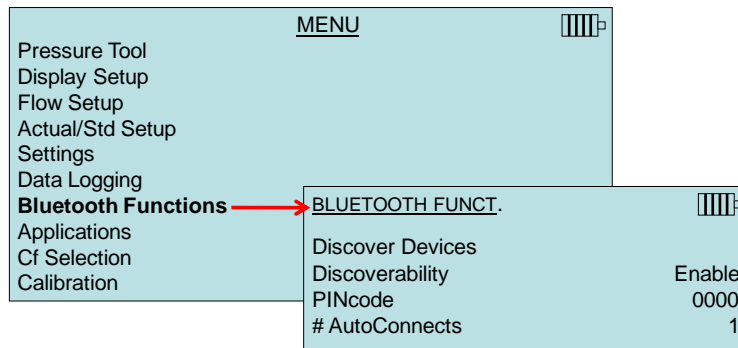 MENU
Pressure Tool
Display Setup
Flow Setup
Actual/Std Setup
Settings
Data Logging
Bluetooth Functions
Applications
Cf Selection
Calibration
BLUETOOTH FUNCT.
Discover Devices
Discoverability Enable
PINcode 0000
# AutoConnects 1